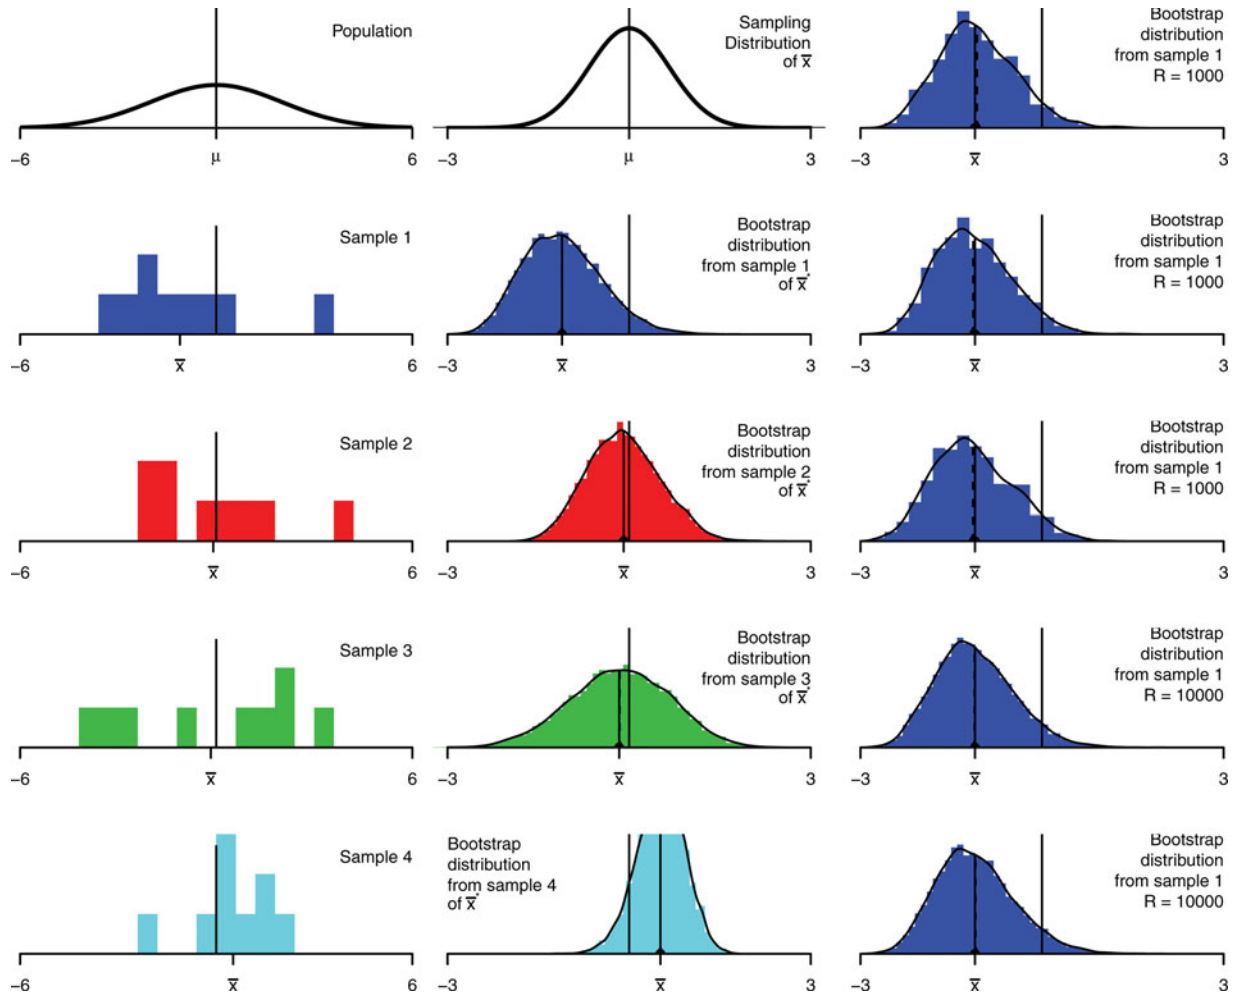 Population
−6
μ
6
Sampling
Distribution
of x̅
−3
μ
3
Bootstrap
distribution
from sample 1
R = 1000
−3
x̅
3
Sample 1
−6
x̅
6
Bootstrap
distribution
from sample 1
of x̅*
−3
x̅
3
Bootstrap
distribution
from sample 1
R = 1000
−3
x̅
3
Sample 2
−6
x̅
6
Bootstrap
distribution
from sample 2
of x̅*
−3
x̅
3
Bootstrap
distribution
from sample 1
R = 1000
−3
x̅
3
Sample 3
−6
x̅
6
Bootstrap
distribution
from sample 3
of x̅*
−3
x̅
3
Bootstrap
distribution
from sample 1
R = 10000
−3
x̅
3
Sample 4
−6
x̅
6
Bootstrap
distribution
from sample 4
of x̅*
−3
x̅
3
Bootstrap
distribution
from sample 1
R = 10000
−3
x̅
3